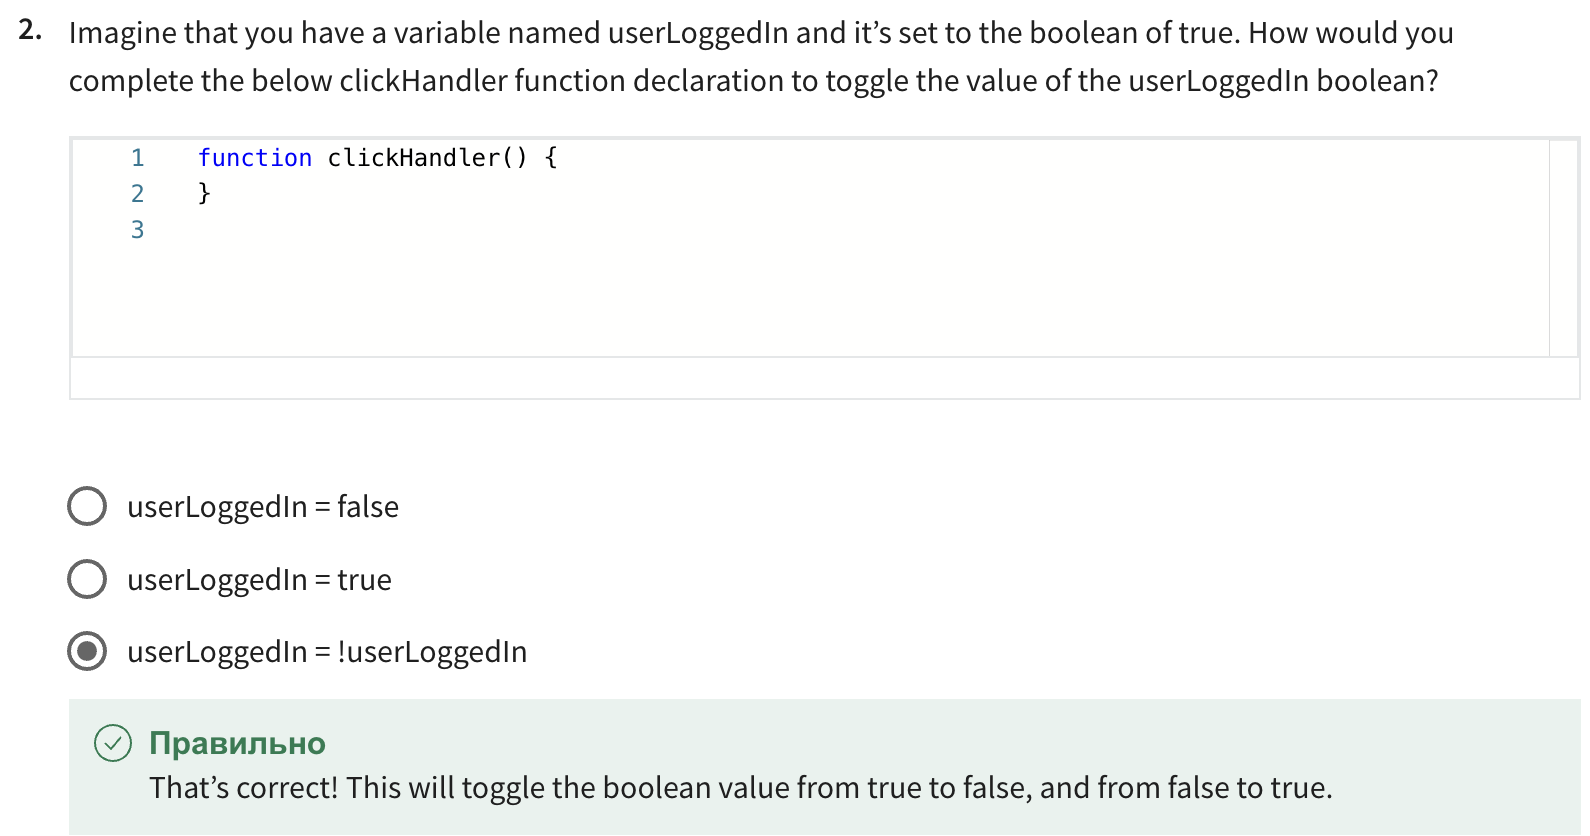 2. Imagine that you have a variable named userLoggedIn and it’s set to the boolean of true. How would you
complete the below clickHandler function declaration to toggle the value of the userLoggedIn boolean?
1 function clickHandler() {
2 }
3
userLoggedIn = false
userLoggedIn = true
userLoggedIn = !userLoggedIn
Правильно
That’s correct! This will toggle the boolean value from true to false, and from false to true.